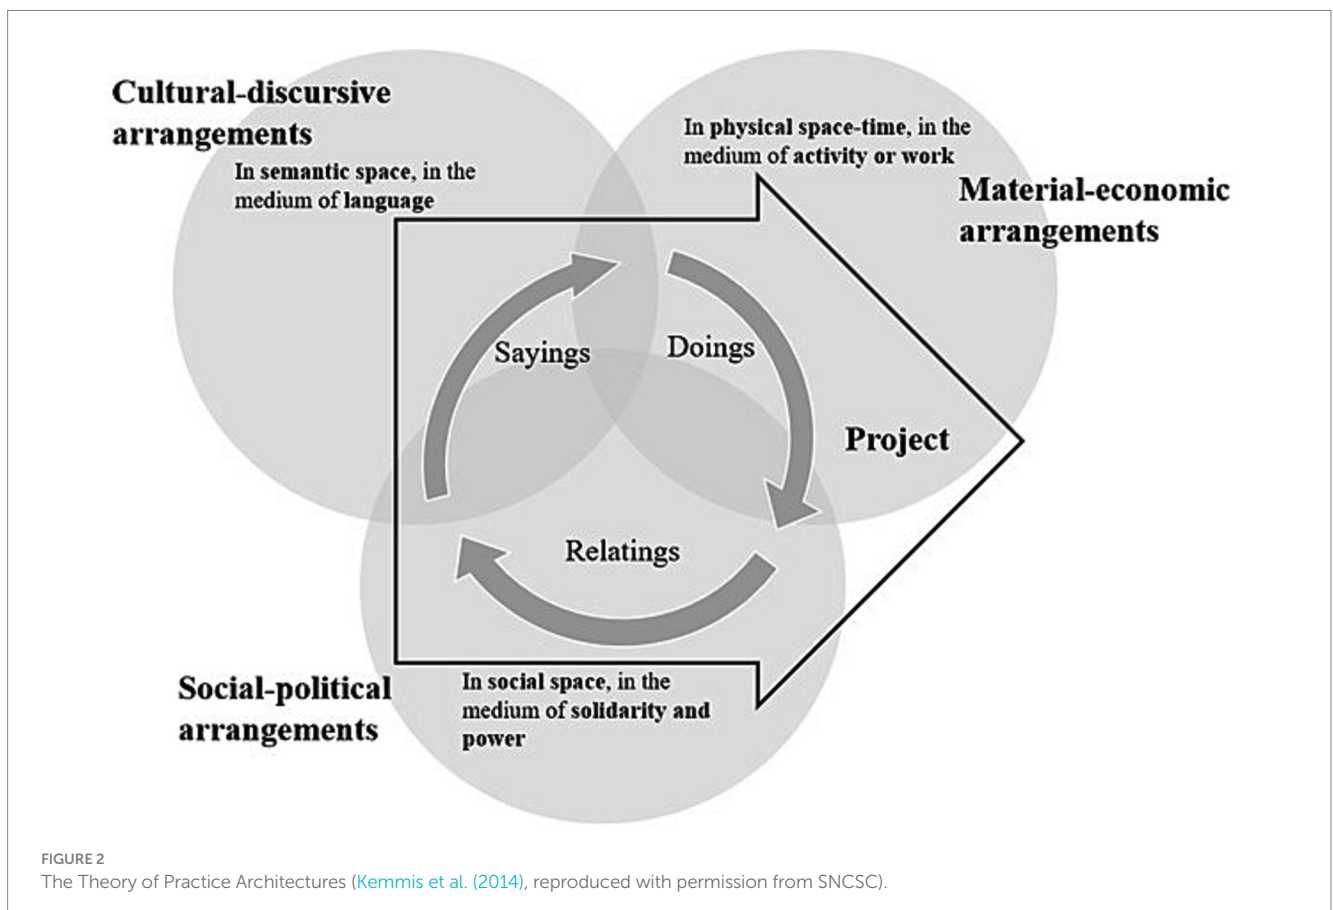 Cultural-discursive
arrangements
In semantic space, in the
medium of language
In physical space-time, in the
medium of activity or work
Material-economic
arrangements
Sayings
Doings
Project
Relatings
Social-political
arrangements
In social space, in the
medium of solidarity and
power
FIGURE 2
The Theory of Practice Architectures (Kemmis et al. (2014), reproduced with permission from SNCSC).